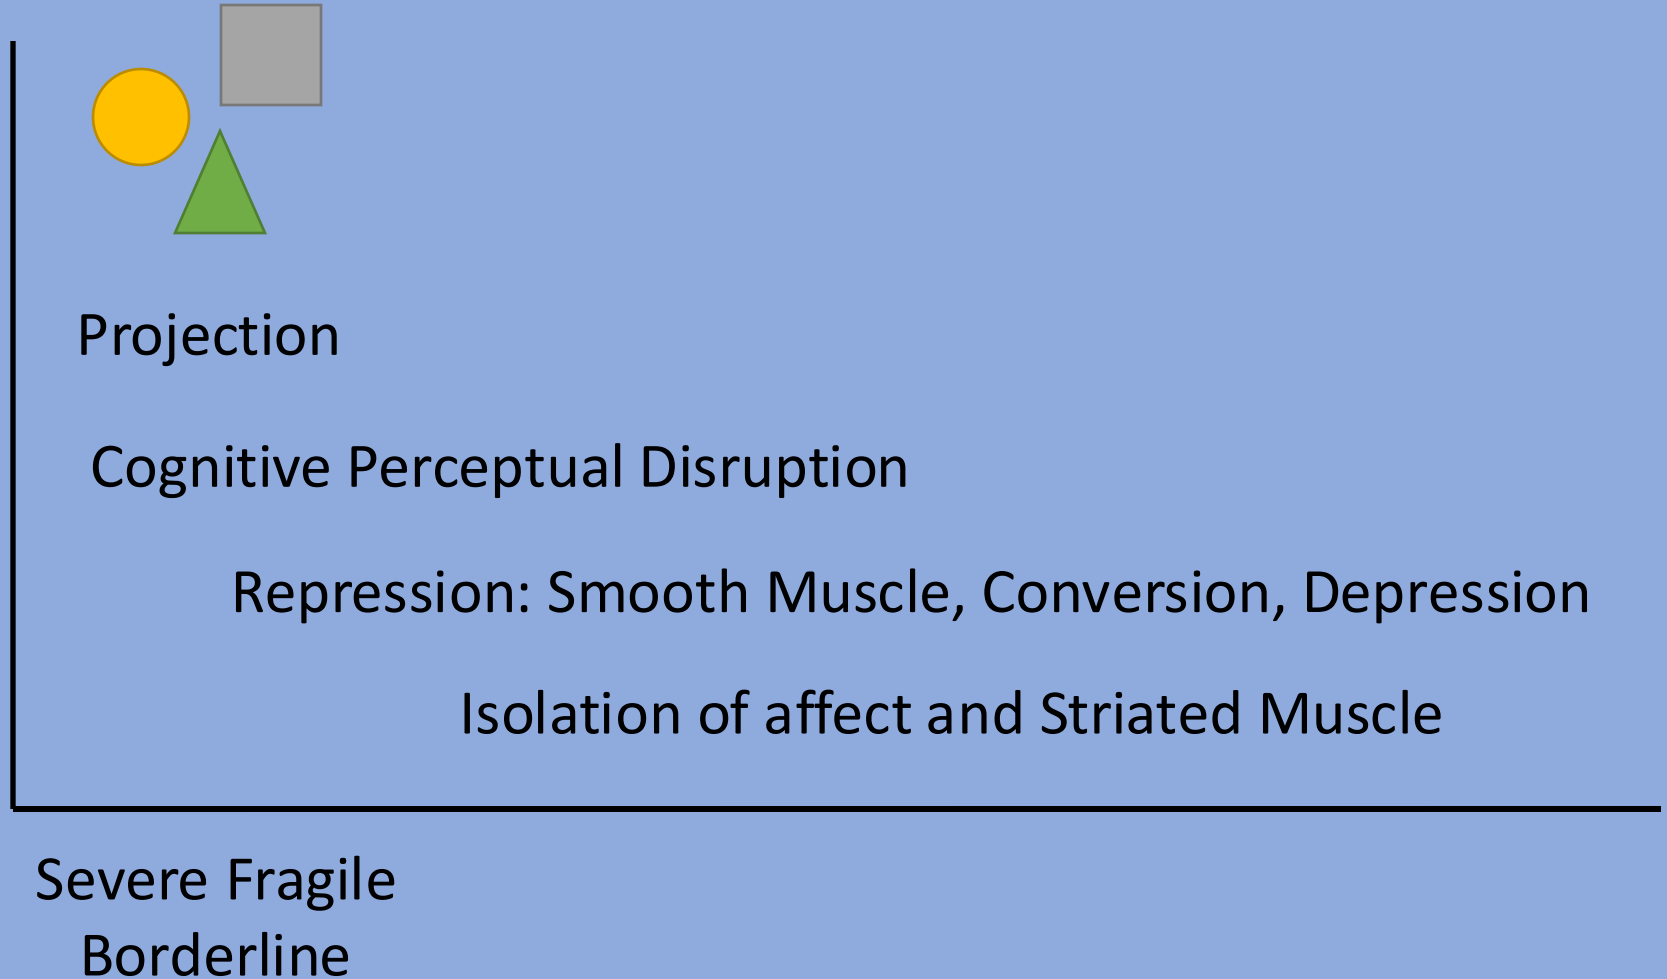 Projection
Cognitive Perceptual Disruption
Repression: Smooth Muscle, Conversion, Depression
Isolation of affect and Striated Muscle
Severe Fragile
Borderline